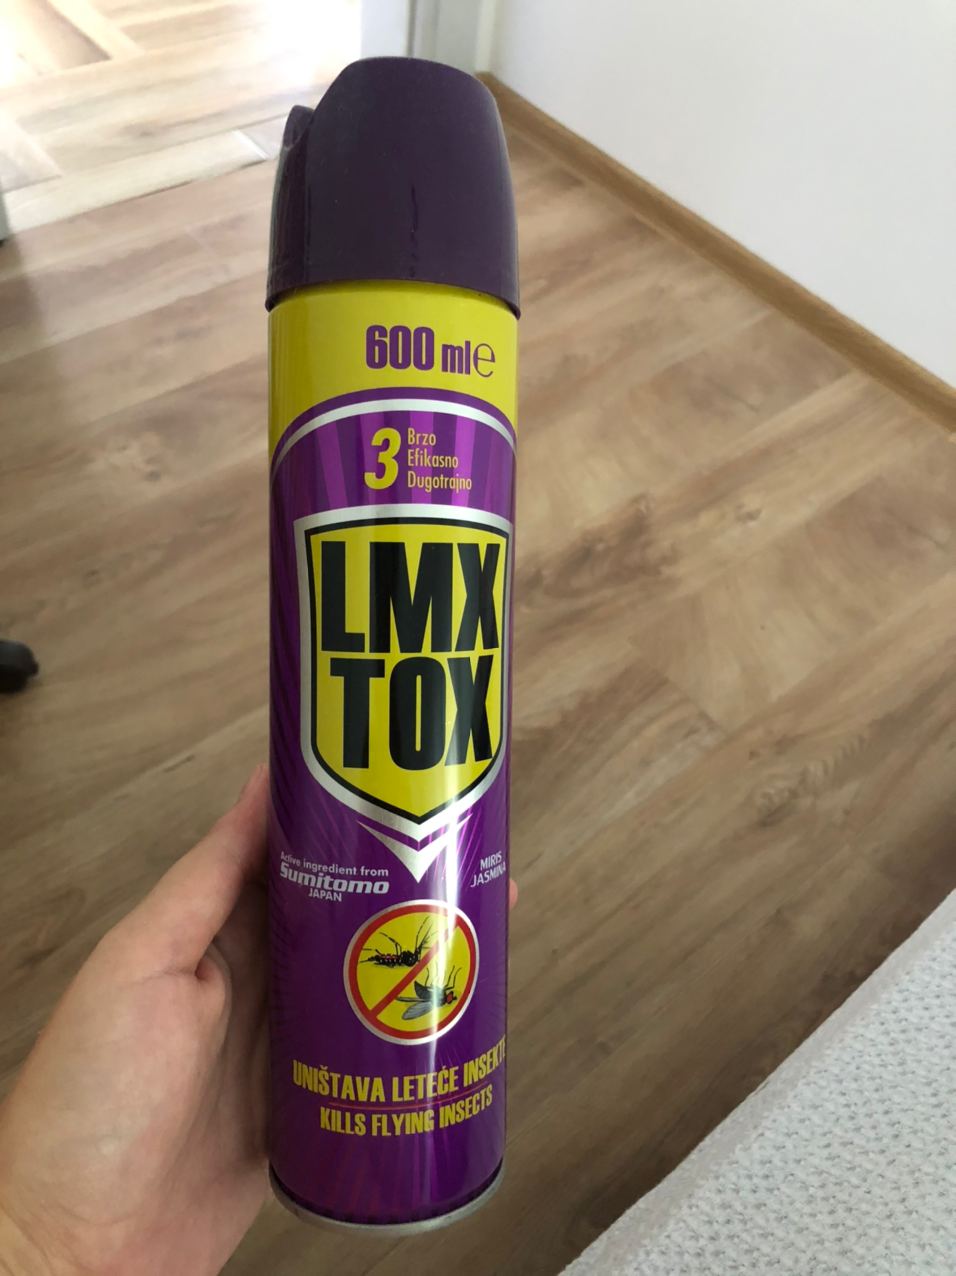 600 ml e
3 Brzo
Efikasno
Dugotrajno
LMX
TOX
Active ingredient from
Sumitomo
JAPAN
MIRIS
JASMINA
UNIŠTAVA LETEĆE INSEKTE
KILLS FLYING INSECTS